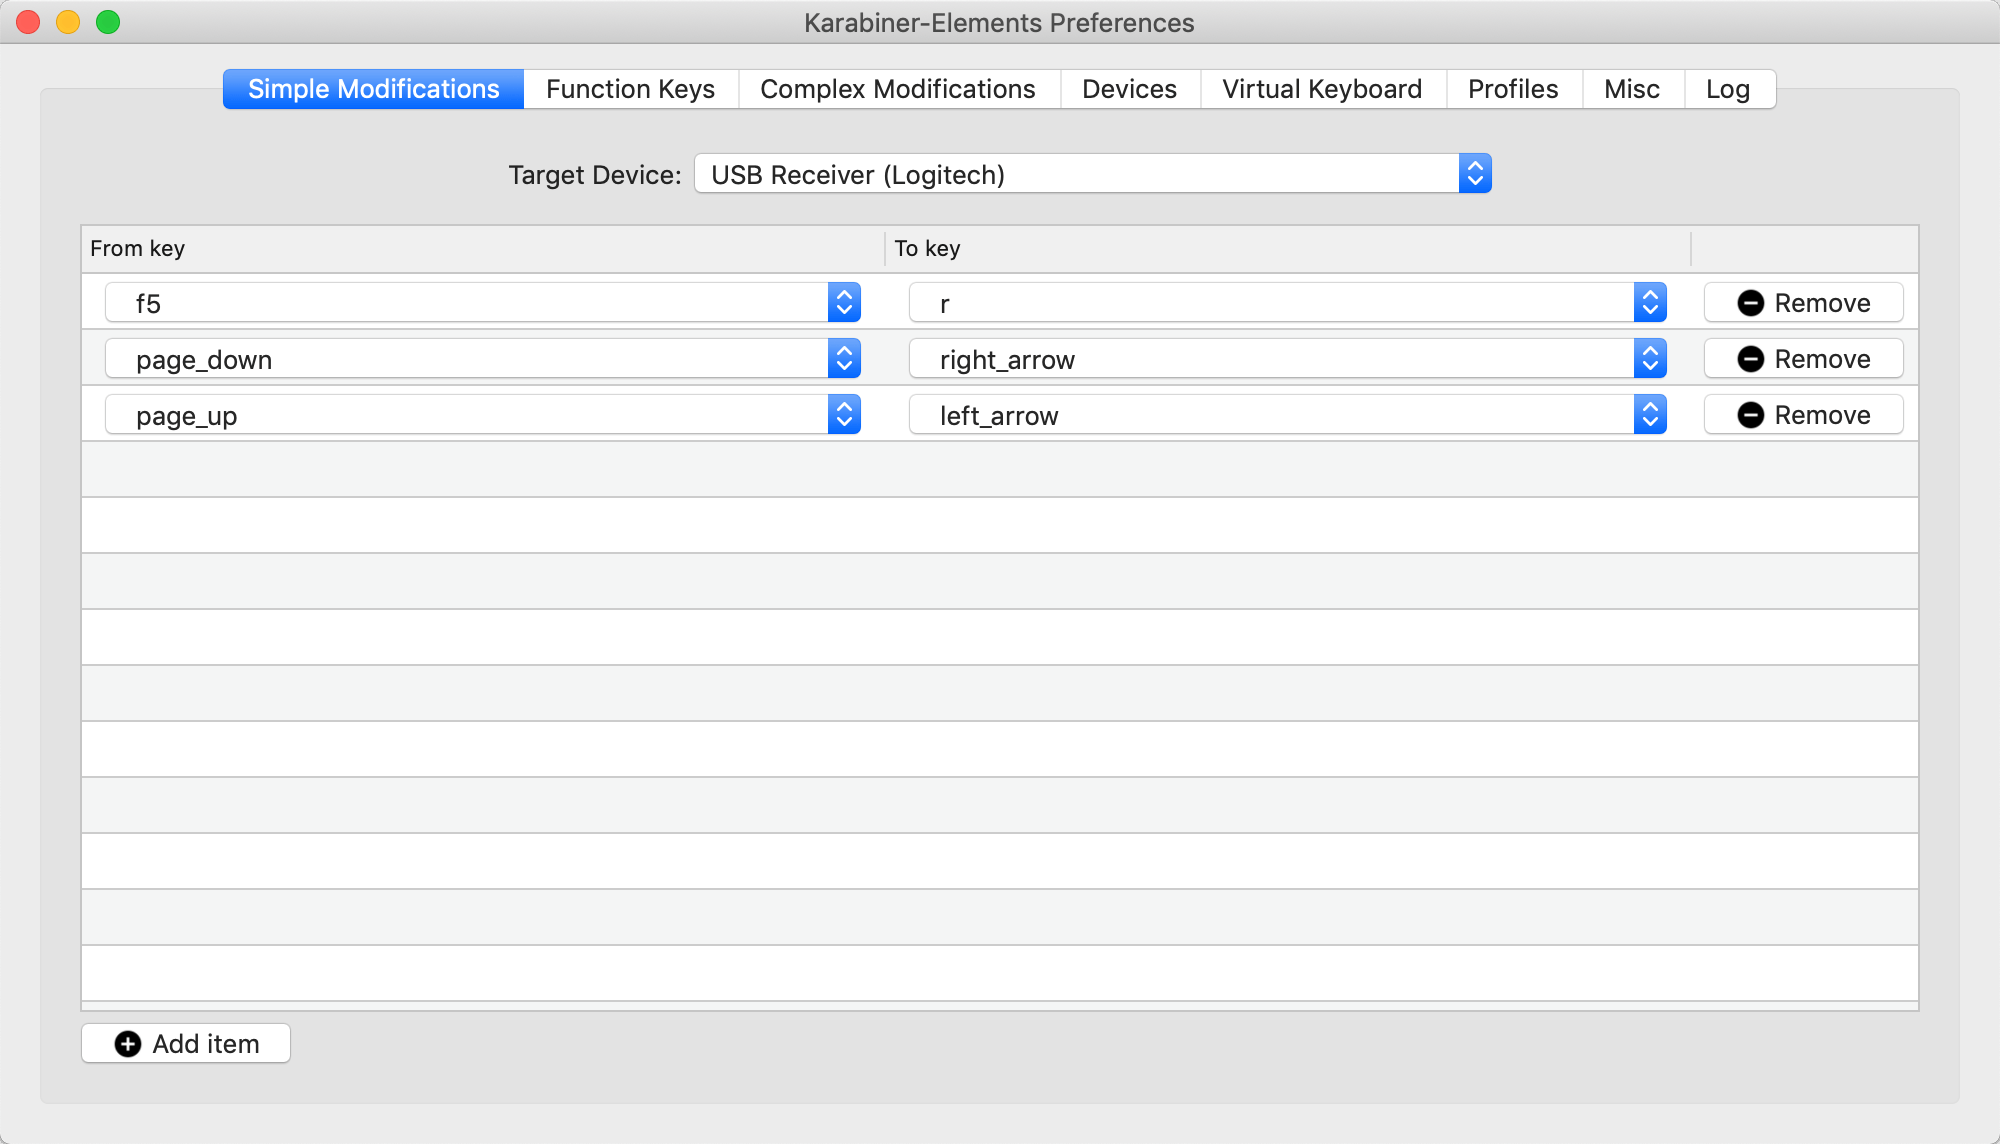 Karabiner-Elements Preferences
Simple Modifications Function Keys Complex Modifications Devices Virtual Keyboard Profiles Misc Log
Target Device: USB Receiver (Logitech)
From key To key
f5 r Remove
page_down right_arrow Remove
page_up left_arrow Remove
Add item